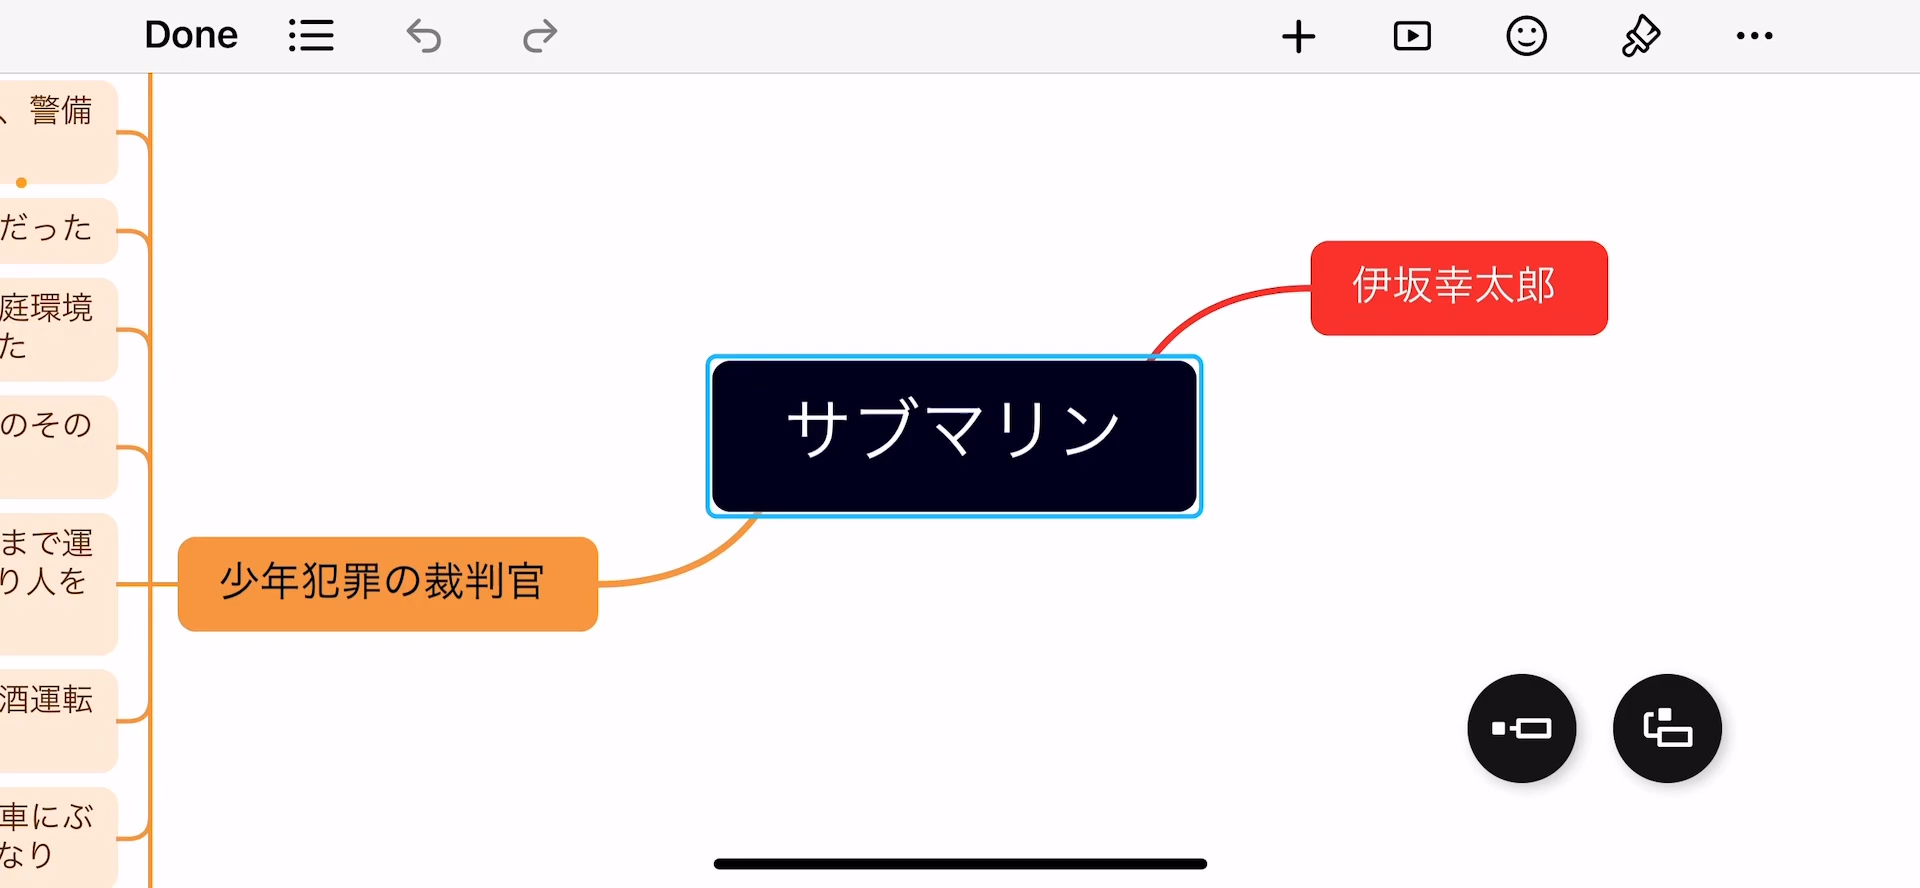 Done
、警備
だった
庭環境
た
のその
まで運
り人を
酒運転
車にぶ
なり
伊坂幸太郎
サブマリン
少年犯罪の裁判官